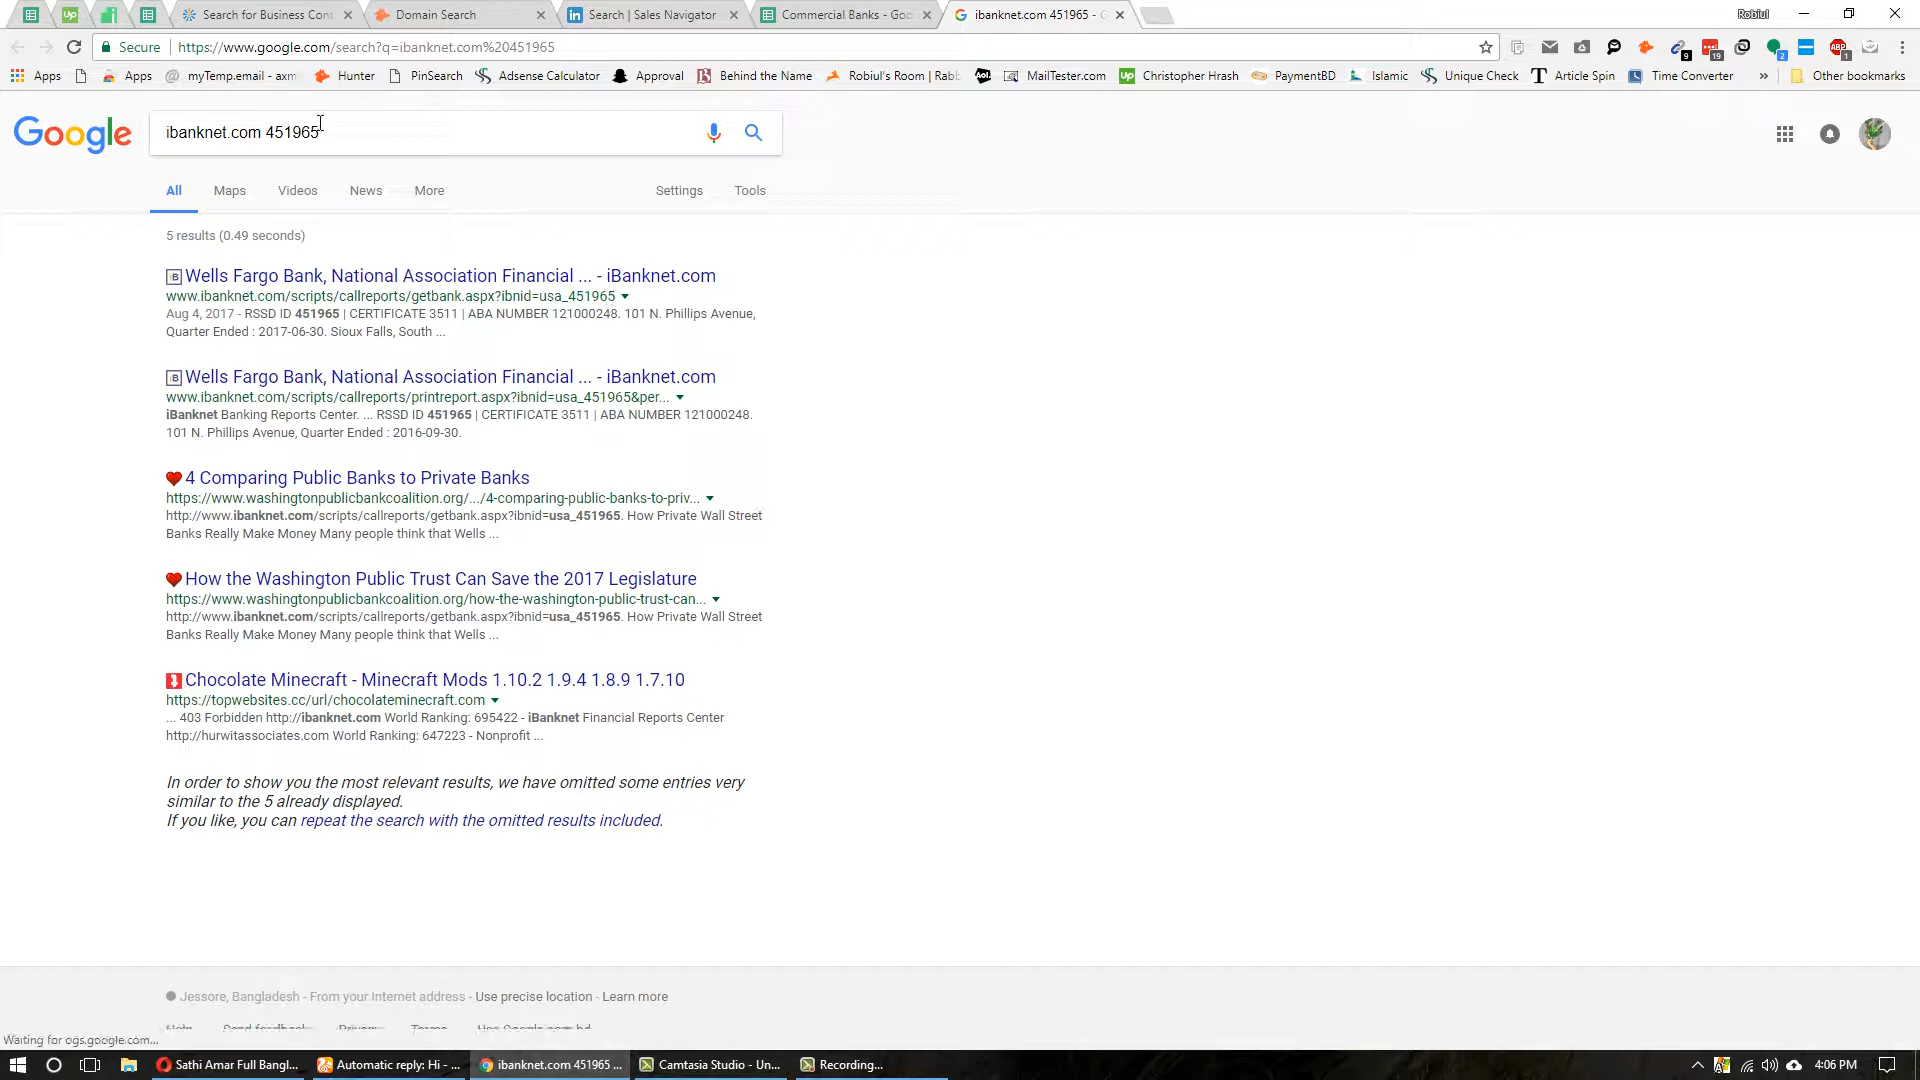 Search for Business Con
Domain Search
Search | Sales Navigator
Commercial Banks - Goo
ibanknet.com 451965 - G
Robiul
Secure
https://www.google.com/search?q=ibanknet.com%20451965
Apps
Apps
myTemp.email - axm
Hunter
PinSearch
Adsense Calculator
Approval
Behind the Name
Robiul's Room | Rabb
MailTester.com
Christopher Hrash
PaymentBD
Islamic
Unique Check
Article Spin
Time Converter
»
Other bookmarks
Google
ibanknet.com 451965
All
Maps
Videos
News
More
Settings
Tools
5 results (0.49 seconds)
Wells Fargo Bank, National Association Financial ... - iBanknet.com
www.ibanknet.com/scripts/callreports/getbank.aspx?ibnid=usa_451965
Aug 4, 2017 - RSSD ID 451965 | CERTIFICATE 3511 | ABA NUMBER 121000248. 101 N. Phillips Avenue,
Quarter Ended : 2017-06-30. Sioux Falls, South ...
Wells Fargo Bank, National Association Financial ... - iBanknet.com
www.ibanknet.com/scripts/callreports/printreport.aspx?ibnid=usa_451965&per...
iBanknet Banking Reports Center. ... RSSD ID 451965 | CERTIFICATE 3511 | ABA NUMBER 121000248.
101 N. Phillips Avenue, Quarter Ended : 2016-09-30.
4 Comparing Public Banks to Private Banks
https://www.washingtonpublicbankcoalition.org/.../4-comparing-public-banks-to-priv...
http://www.ibanknet.com/scripts/callreports/getbank.aspx?ibnid=usa_451965. How Private Wall Street
Banks Really Make Money Many people think that Wells ...
How the Washington Public Trust Can Save the 2017 Legislature
https://www.washingtonpublicbankcoalition.org/how-the-washington-public-trust-can...
http://www.ibanknet.com/scripts/callreports/getbank.aspx?ibnid=usa_451965. How Private Wall Street
Banks Really Make Money Many people think that Wells ...
Chocolate Minecraft - Minecraft Mods 1.10.2 1.9.4 1.8.9 1.7.10
https://topwebsites.cc/url/chocolateminecraft.com
... 403 Forbidden http://ibanknet.com World Ranking: 695422 - iBanknet Financial Reports Center
http://hurwitassociates.com World Ranking: 647223 - Nonprofit ...
In order to show you the most relevant results, we have omitted some entries very
similar to the 5 already displayed.
If you like, you can repeat the search with the omitted results included.
Jessore, Bangladesh - From your Internet address - Use precise location - Learn more
Waiting for ogs.google.com...
Sathi Amar Full Bangl...
Automatic reply: Hi - ...
ibanknet.com 451965 ...
Camtasia Studio - Un...
Recording...
4:06 PM